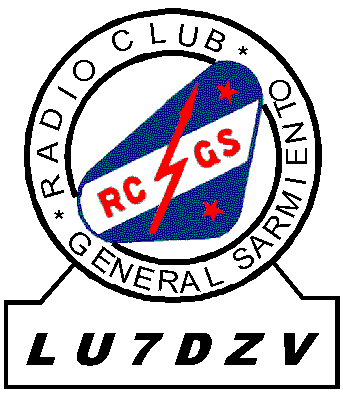 * RADIO CLUB *
GENERAL SARMIENTO
RC GS
LU7DZV